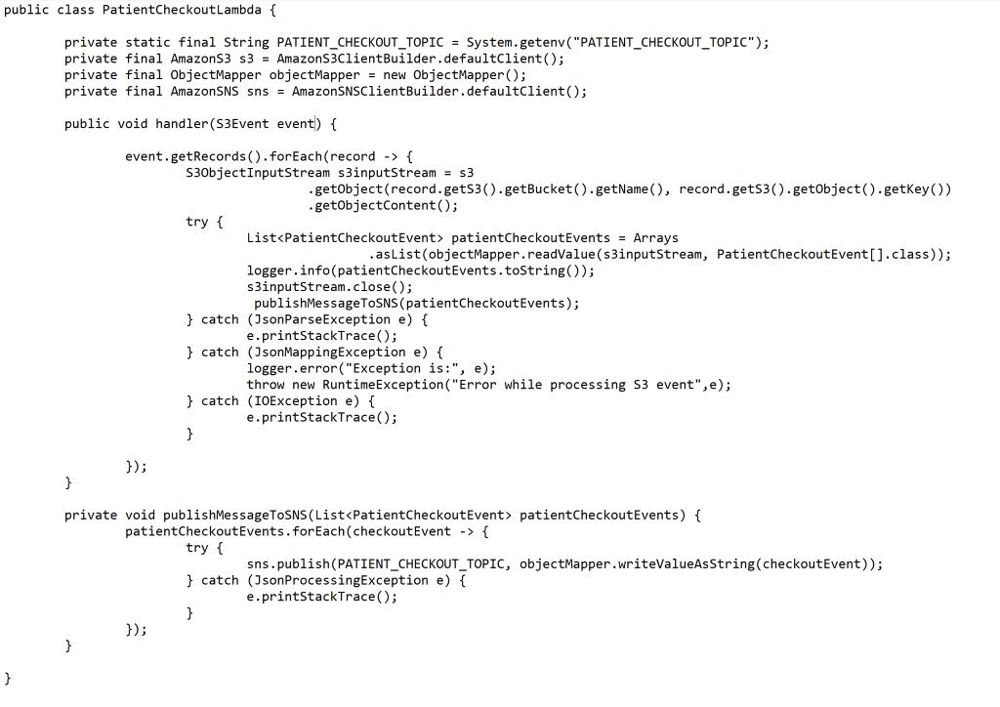 public class PatientCheckoutLambda {
private static final String PATIENT_CHECKOUT_TOPIC = System.getenv("PATIENT_CHECKOUT_TOPIC");
private final AmazonS3 s3 = AmazonS3ClientBuilder.defaultClient();
private final ObjectMapper objectMapper = new ObjectMapper();
private final AmazonSNS sns = AmazonSNSClientBuilder.defaultClient();
public void handler(S3Event event) {
event.getRecords().forEach(record -> {
S3ObjectInputStream s3inputStream = s3
.getObject(record.getS3().getBucket().getName(), record.getS3().getObject().getKey())
.getObjectContent();
try {
List<PatientCheckoutEvent> patientCheckoutEvents = Arrays
.asList(objectMapper.readValue(s3inputStream, PatientCheckoutEvent[].class));
logger.info(patientCheckoutEvents.toString());
s3inputStream.close();
publishMessageToSNS(patientCheckoutEvents);
} catch (JsonParseException e) {
e.printStackTrace();
} catch (JsonMappingException e) {
logger.error("Exception is:", e);
throw new RuntimeException("Error while processing S3 event",e);
} catch (IOException e) {
e.printStackTrace();
}
});
}
private void publishMessageToSNS(List<PatientCheckoutEvent> patientCheckoutEvents) {
patientCheckoutEvents.forEach(checkoutEvent -> {
try {
sns.publish(PATIENT_CHECKOUT_TOPIC, objectMapper.writeValueAsString(checkoutEvent));
} catch (JsonProcessingException e) {
e.printStackTrace();
}
});
}
}